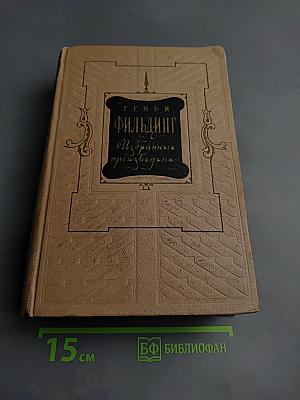 ГЕНРИ
ФИЛЬДИНГ
Избранные
произведения
15 см
БФ БИБЛИОФАН